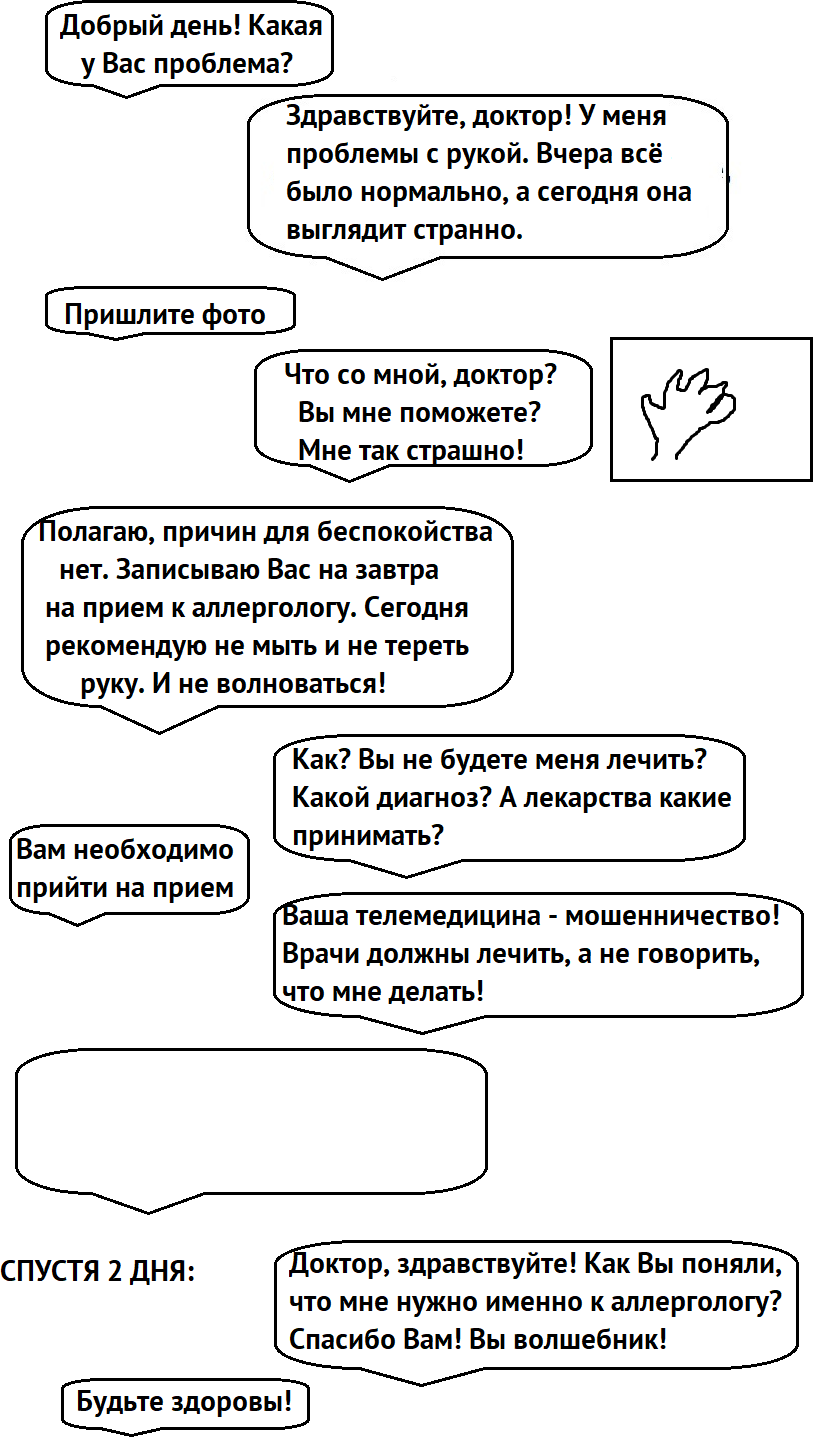 Добрый день! Какая
у Вас проблема?
Здравствуйте, доктор! У меня
проблемы с рукой. Вчера всё
было нормально, а сегодня она
выглядит странно.
Пришлите фото
Что со мной, доктор?
Вы мне поможете?
Мне так страшно!
Полагаю, причин для беспокойства
нет. Записываю Вас на завтра
на прием к аллергологу. Сегодня
рекомендую не мыть и не тереть
руку. И не волноваться!
Как? Вы не будете меня лечить?
Какой диагноз? А лекарства какие
принимать?
Вам необходимо
прийти на прием
Ваша телемедицина - мошенничество!
Врачи должны лечить, а не говорить,
что мне делать!
СПУСТЯ 2 ДНЯ:
Доктор, здравствуйте! Как Вы поняли,
что мне нужно именно к аллергологу?
Спасибо Вам! Вы волшебник!
Будьте здоровы!